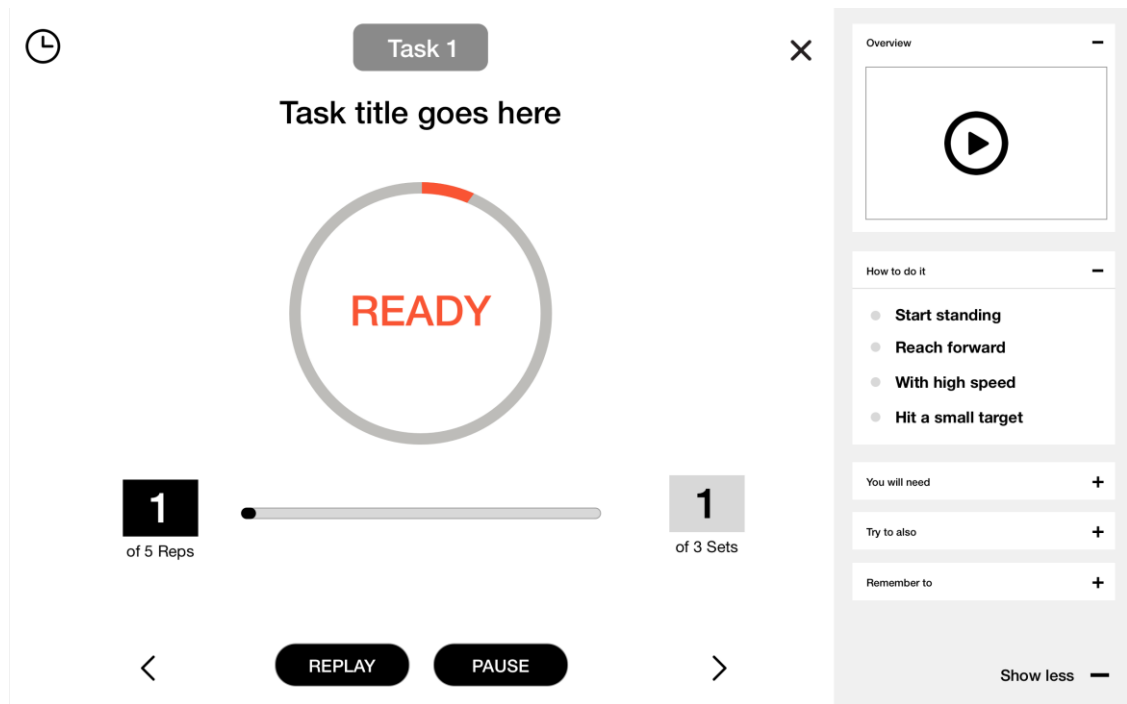 Task 1
Task title goes here
READY
1
of 5 Reps
1
of 3 Sets
REPLAY
PAUSE
Overview
How to do it
Start standing
Reach forward
With high speed
Hit a small target
You will need
Try to also
Remember to
Show less